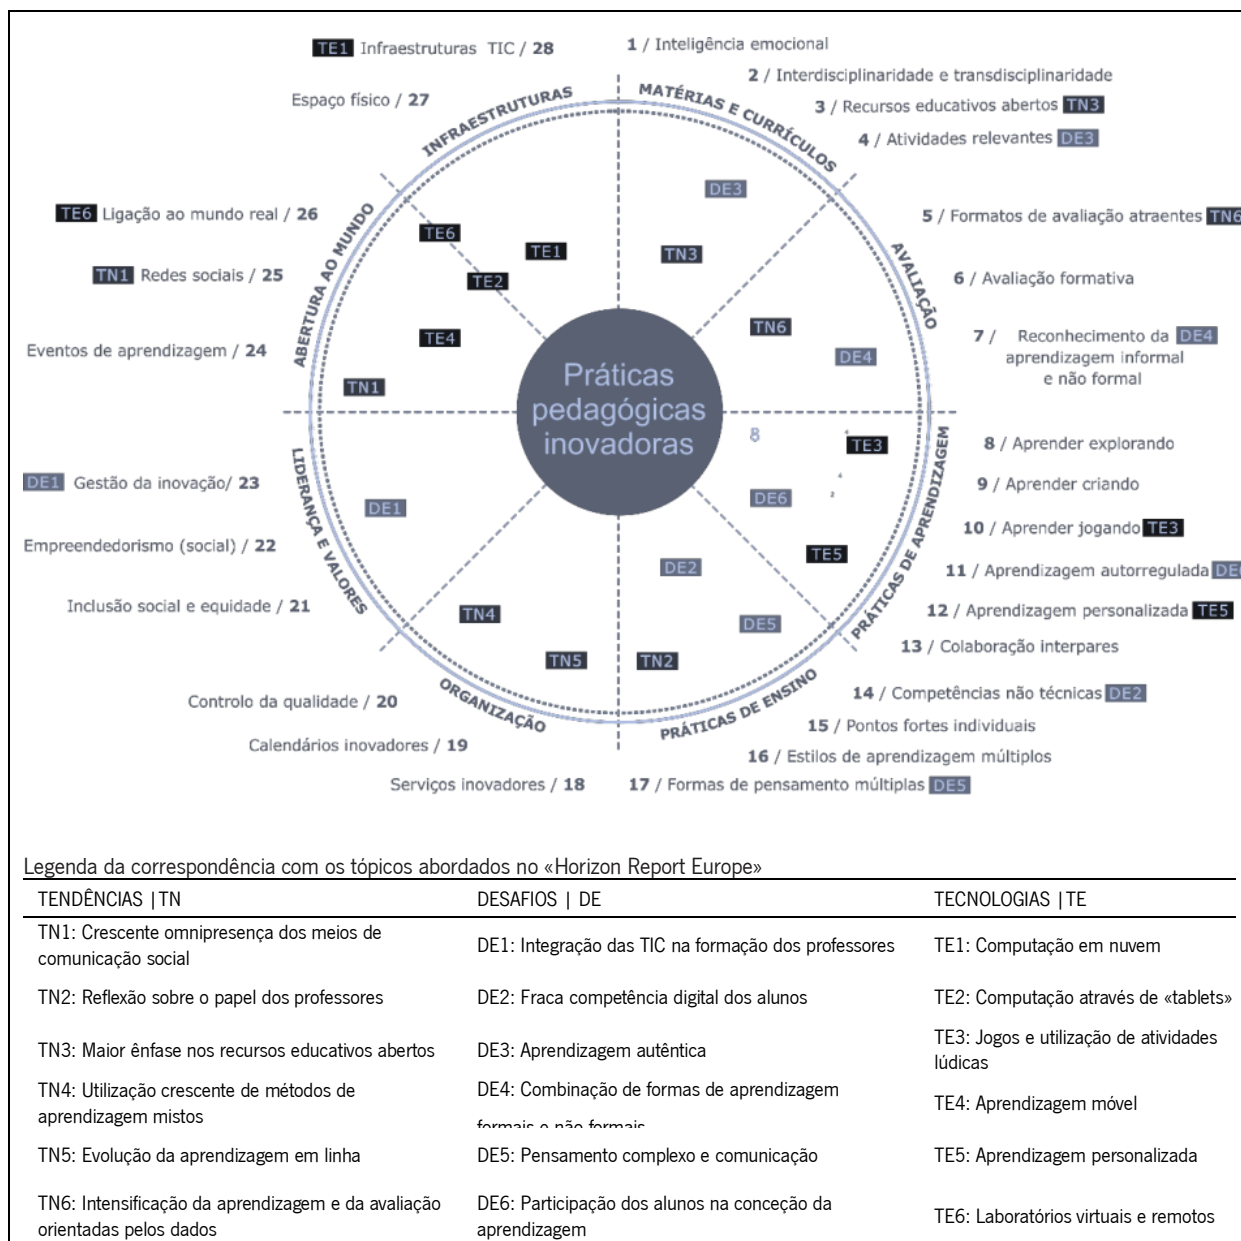 TE1 Infraestruturas TIC / 28
1 / Inteligência emocional
2 / Interdisciplinaridade e transdisciplinaridade
Espaço físico / 27
3 / Recursos educativos abertos TN3
4 / Atividades relevantes DE3
INFRAESTRUTURAS
MATÉRIAS E CURRÍCULOS
TE6 Ligação ao mundo real / 26
5 / Formatos de avaliação atraentes TN6
TN1 Redes sociais / 25
6 / Avaliação formativa
Eventos de aprendizagem / 24
7 / Reconhecimento da DE4
aprendizagem informal
e não formal
ABERTURA AO MUNDO
AVALIAÇÃO
DE3
TE6
TE1
TN3
TE2
TE4
TN6
DE4
TN1
Práticas
pedagógicas
inovadoras
8
TE3
DE6
DE1
TE5
DE2
TN4
DE5
TN5
TN2
LIDERANÇA E VALORES
PRÁTICAS DE APRENDIZAGEM
8 / Aprender explorando
DE1 Gestão da inovação/ 23
9 / Aprender criando
10 / Aprender jogando TE3
Empreendedorismo (social) / 22
11 / Aprendizagem autorregulada DE6
Inclusão social e equidade / 21
12 / Aprendizagem personalizada TE5
13 / Colaboração interpares
ORGANIZAÇÃO
PRÁTICAS DE ENSINO
Controlo da qualidade / 20
14 / Competências não técnicas DE2
15 / Pontos fortes individuais
Calendários inovadores / 19
16 / Estilos de aprendizagem múltiplos
Serviços inovadores / 18
17 / Formas de pensamento múltiplas DE5
Legenda da correspondência com os tópicos abordados no «Horizon Report Europe»
TENDÊNCIAS | TN
DESAFIOS | DE
TECNOLOGIAS | TE
TN1: Crescente omnipresença dos meios de
comunicação social
DE1: Integração das TIC na formação dos professores
TE1: Computação em nuvem
TN2: Reflexão sobre o papel dos professores
DE2: Fraca competência digital dos alunos
TE2: Computação através de «tablets»
TN3: Maior ênfase nos recursos educativos abertos
DE3: Aprendizagem autêntica
TE3: Jogos e utilização de atividades
lúdicas
TN4: Utilização crescente de métodos de
aprendizagem mistos
DE4: Combinação de formas de aprendizagem
formais e não formais
TE4: Aprendizagem móvel
TN5: Evolução da aprendizagem em linha
DE5: Pensamento complexo e comunicação
TE5: Aprendizagem personalizada
TN6: Intensificação da aprendizagem e da avaliação
orientadas pelos dados
DE6: Participação dos alunos na conceção da
aprendizagem
TE6: Laboratórios virtuais e remotos